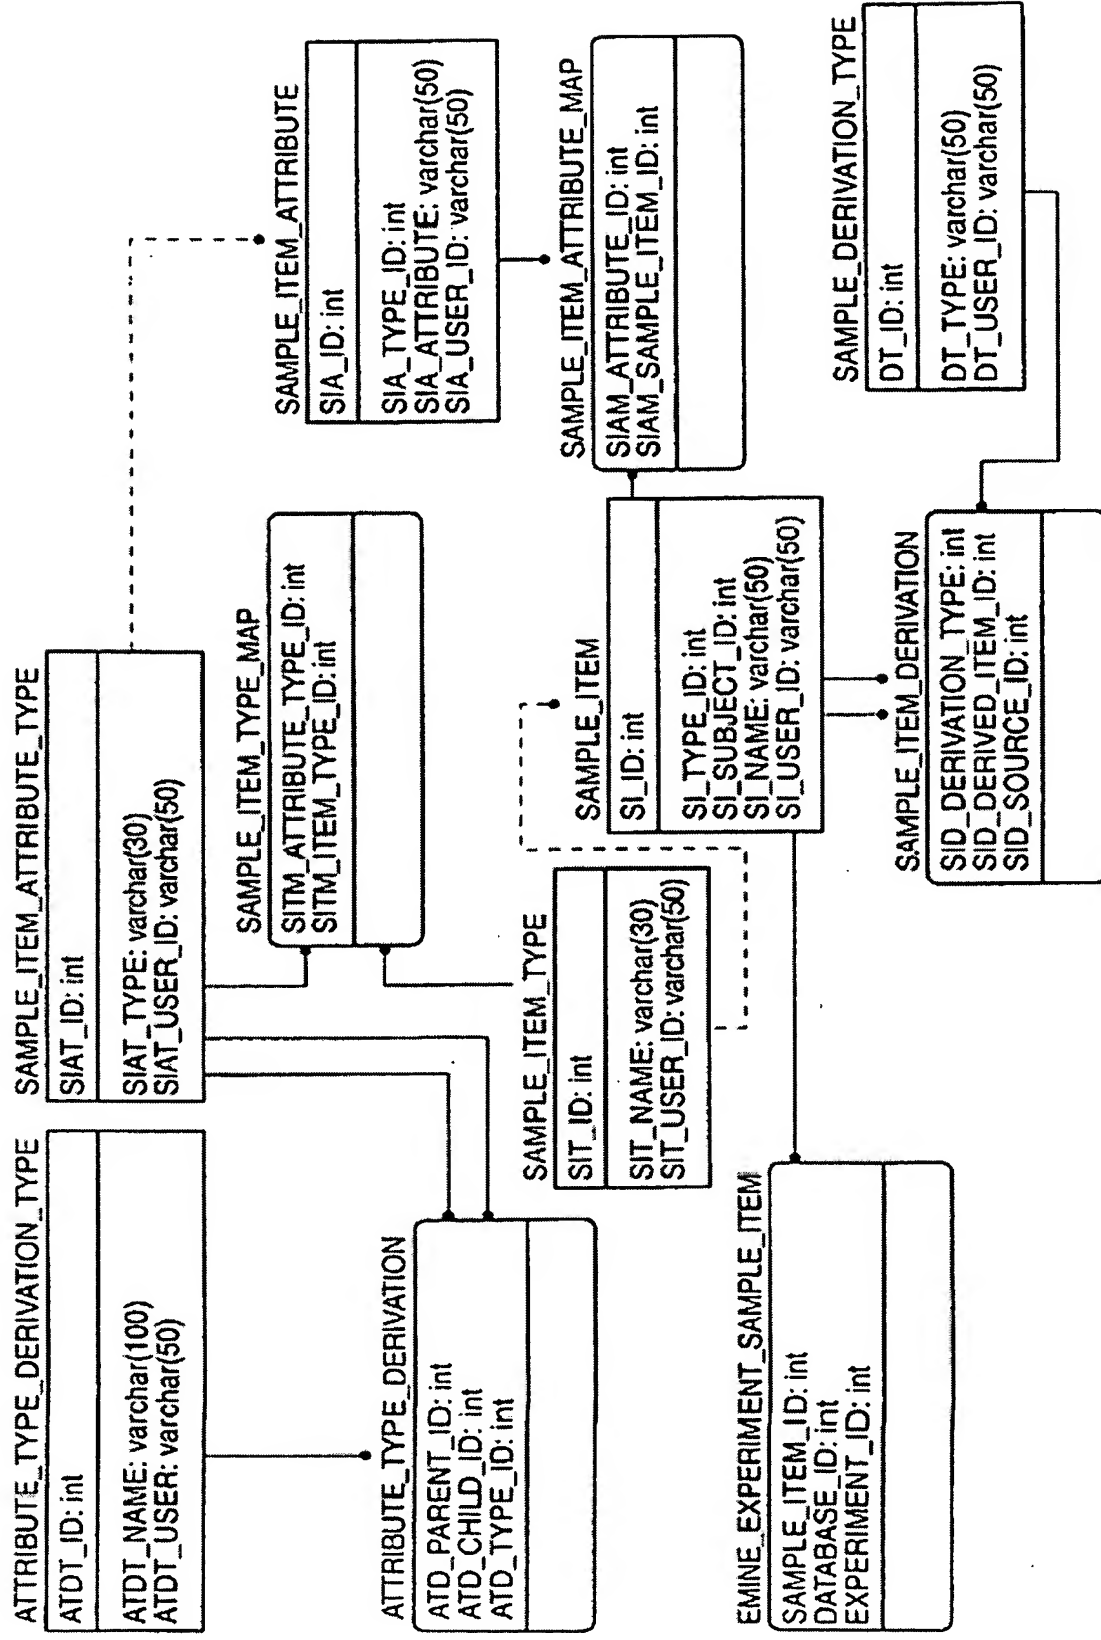 ATTRIBUTE_TYPE_DERIVATION_TYPE
ATDT_ID: int
ATDT_NAME: varchar(100)
ATDT_USER: varchar(50)
SAMPLE_ITEM_ATTRIBUTE_TYPE
SIAT_ID: int
SIAT_TYPE: varchar(30)
SIAT_USER_ID: varchar(50)
SAMPLE_ITEM_TYPE_MAP
SITM_ATTRIBUTE_TYPE_ID: int
SITM_ITEM_TYPE_ID: int
SAMPLE_ITEM_ATTRIBUTE
SIA_ID: int
SIA_TYPE_ID: int
SIA_ATTRIBUTE: varchar(50)
SIA_USER_ID: varchar(50)
ATTRIBUTE_TYPE_DERIVATION
ATD_PARENT_ID: int
ATD_CHILD_ID: int
ATD_TYPE_ID: int
SAMPLE_ITEM_TYPE
SIT_ID: int
SIT_NAME: varchar(30)
SIT_USER_ID: varchar(50)
SAMPLE_ITEM
SI_ID: int
SI_TYPE_ID: int
SI_SUBJECT_ID: int
SI_NAME: varchar(50)
SI_USER_ID: varchar(50)
SAMPLE_ITEM_ATTRIBUTE_MAP
SIAM_ATTRIBUTE_ID: int
SIAM_SAMPLE_ITEM_ID: int
EMINE_EXPERIMENT_SAMPLE_ITEM
SAMPLE_ITEM_ID: int
DATABASE_ID: int
EXPERIMENT_ID: int
SAMPLE_ITEM_DERIVATION
SID_DERIVATION_TYPE: int
SID_DERIVED_ITEM_ID: int
SID_SOURCE_ID: int
SAMPLE_DERIVATION_TYPE
DT_ID: int
DT_TYPE: varchar(50)
DT_USER_ID: varchar(50)